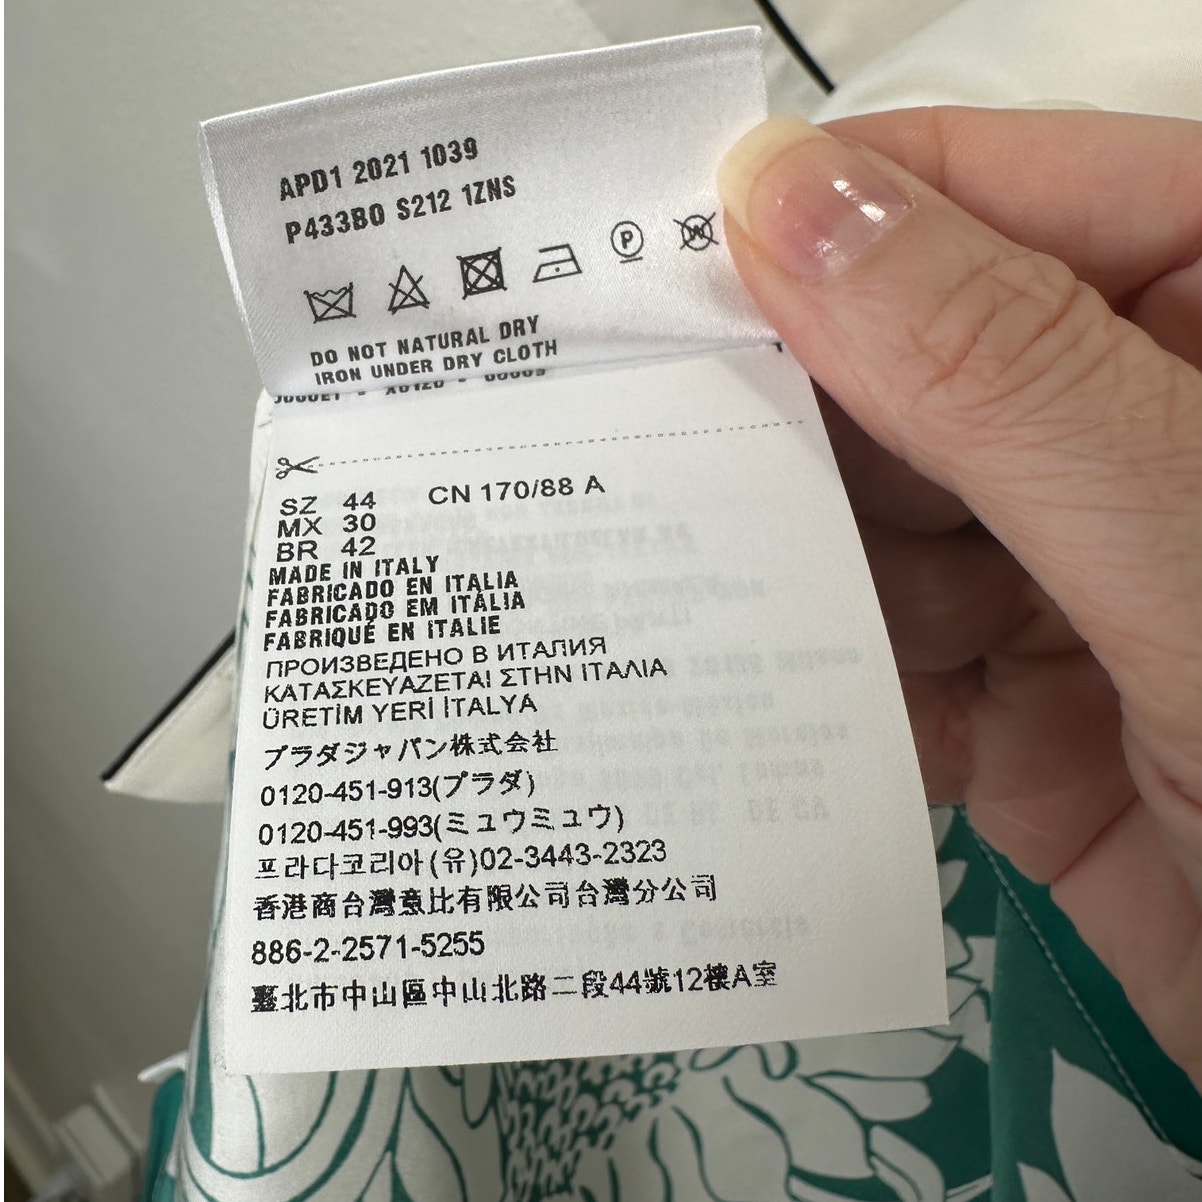 APD1 2021 1039
P433B0 S212 1ZNS
P
W
DO NOT NATURAL DRY
IRON UNDER DRY CLOTH
SZ 44 CN 170/88 A
MX 30
BR 42
MADE IN ITALY
FABRICADO EN ITALIA
FABRICADO EM ITÁLIA
FABRIQUÉ EN ITALIE
ПРОИЗВЕДЕНО В ИТАЛИЯ
ΚΑΤΑΣΚΕΥΑΖΕΤΑΙ ΣΤΗΝ ΙΤΑΛΙΑ
ÜRETİM YERİ İTALYA
プラダジャパン株式会社
0120-451-913(プラダ)
0120-451-993(ミュウミュウ)
프라다코리아(유)02-3443-2323
香港商台灣意比有限公司台灣分公司
886-2-2571-5255
臺北市中山區中山北路二段44號12樓A室